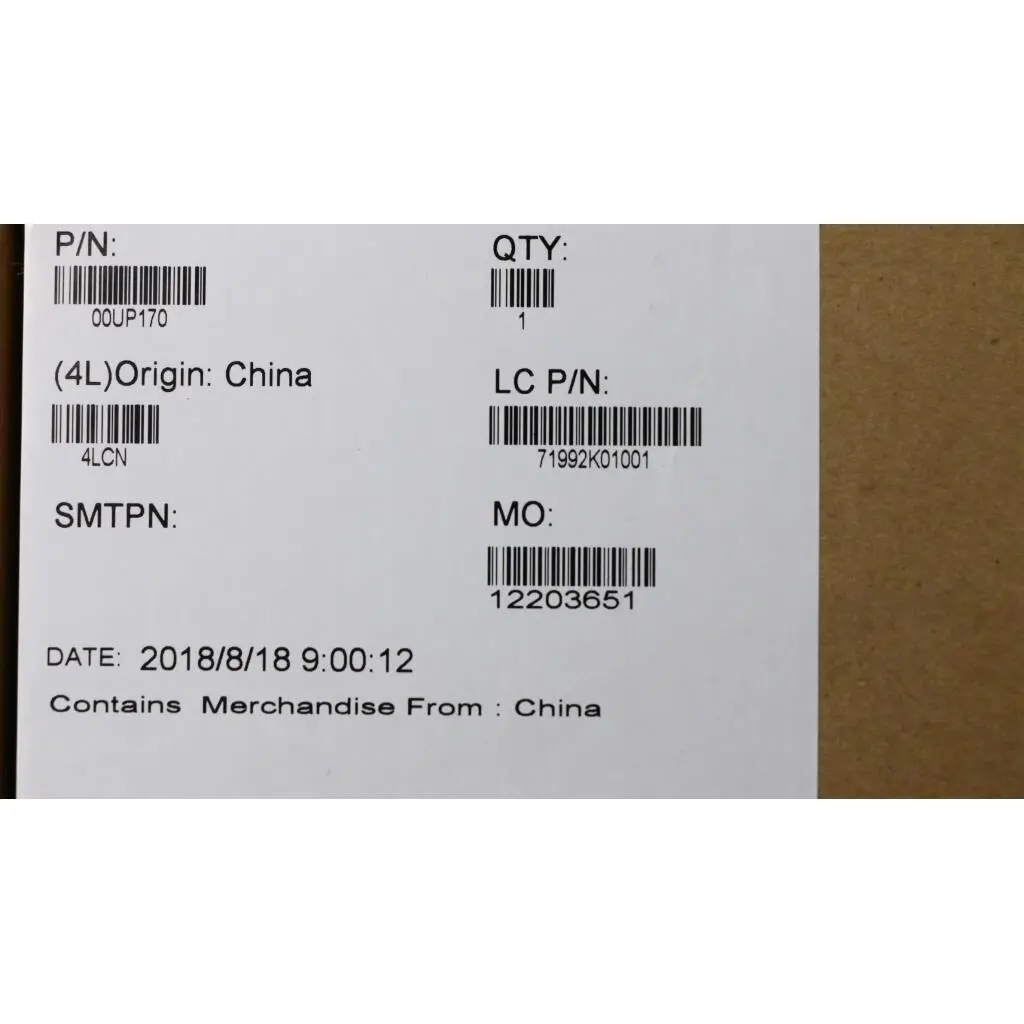 P/N:
QTY:
00UP170
1
(4L)Origin: China
LC P/N:
4LCN
71992K01001
SMTPN:
MO:
12203651
DATE: 2018/8/18 9:00:12
Contains Merchandise From : China